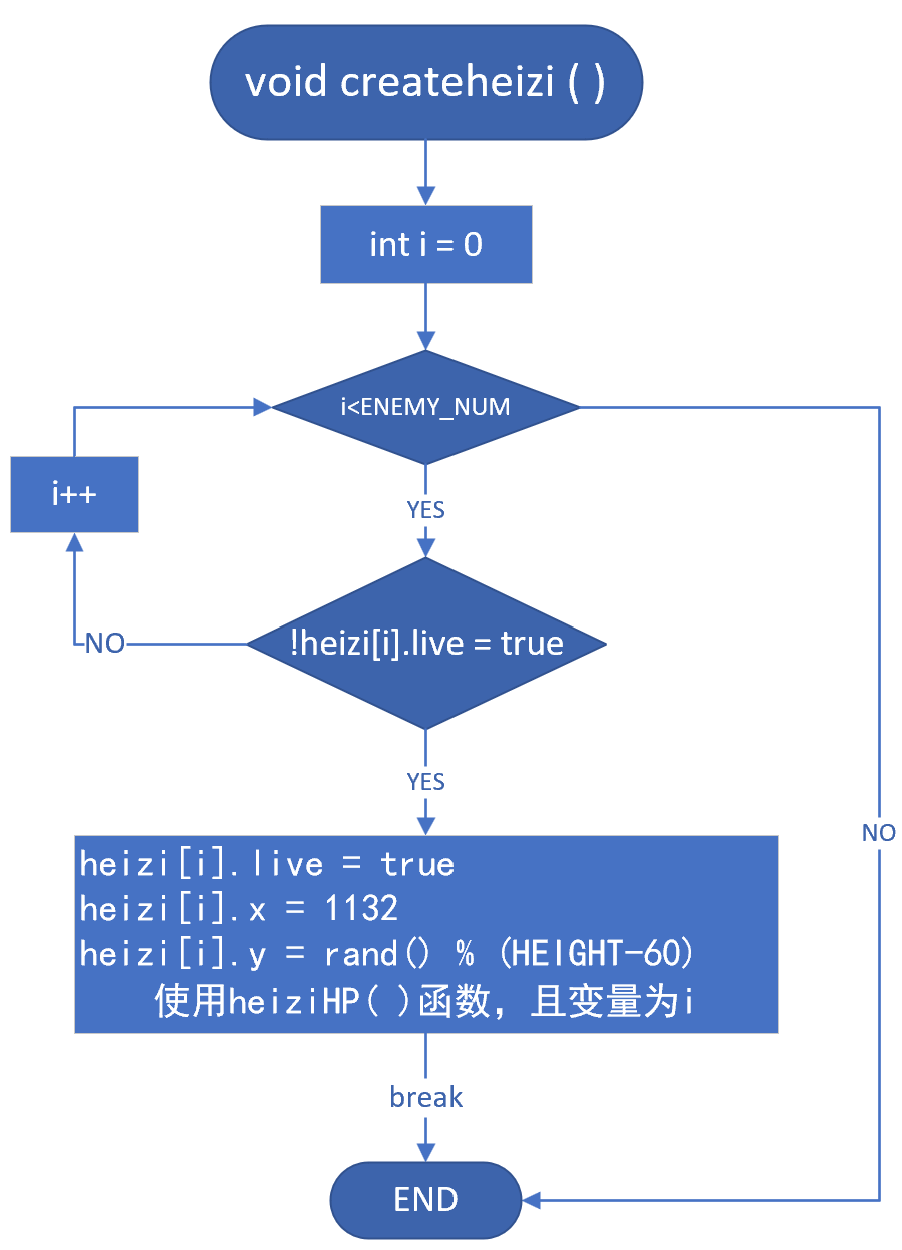 void createheizi ( )
int i = 0
i<ENEMY_NUM
YES
i++
!heizi[i].live = true
NO
YES
NO
heizi[i].live = true
heizi[i].x = 1132
heizi[i].y = rand() % (HEIGHT-60)
使用heiziHP( )函数，且变量为i
break
END